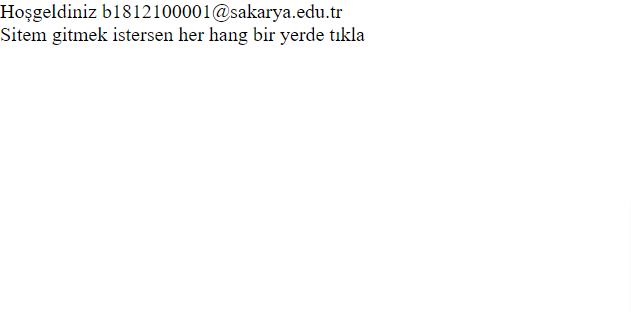 Hoşgeldiniz b1812100001@sakarya.edu.tr
Sitem gitmek istersen her hang bir yerde tıkla